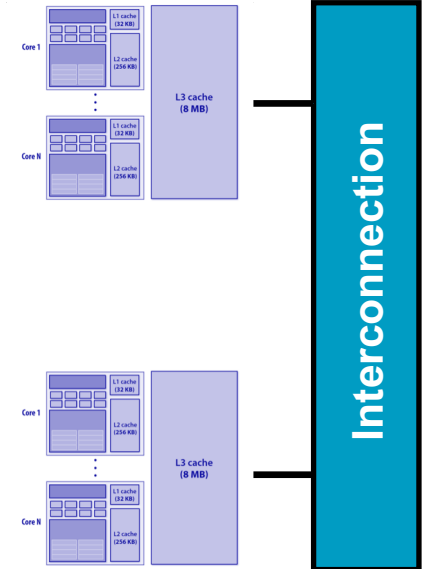 Core 1
L1 cache
(32 KB)
L2 cache
(256 KB)
L3 cache
(8 MB)
Core N
L1 cache
(32 KB)
L2 cache
(256 KB)
Interconnection
Core 1
L1 cache
(32 KB)
L2 cache
(256 KB)
L3 cache
(8 MB)
Core N
L1 cache
(32 KB)
L2 cache
(256 KB)